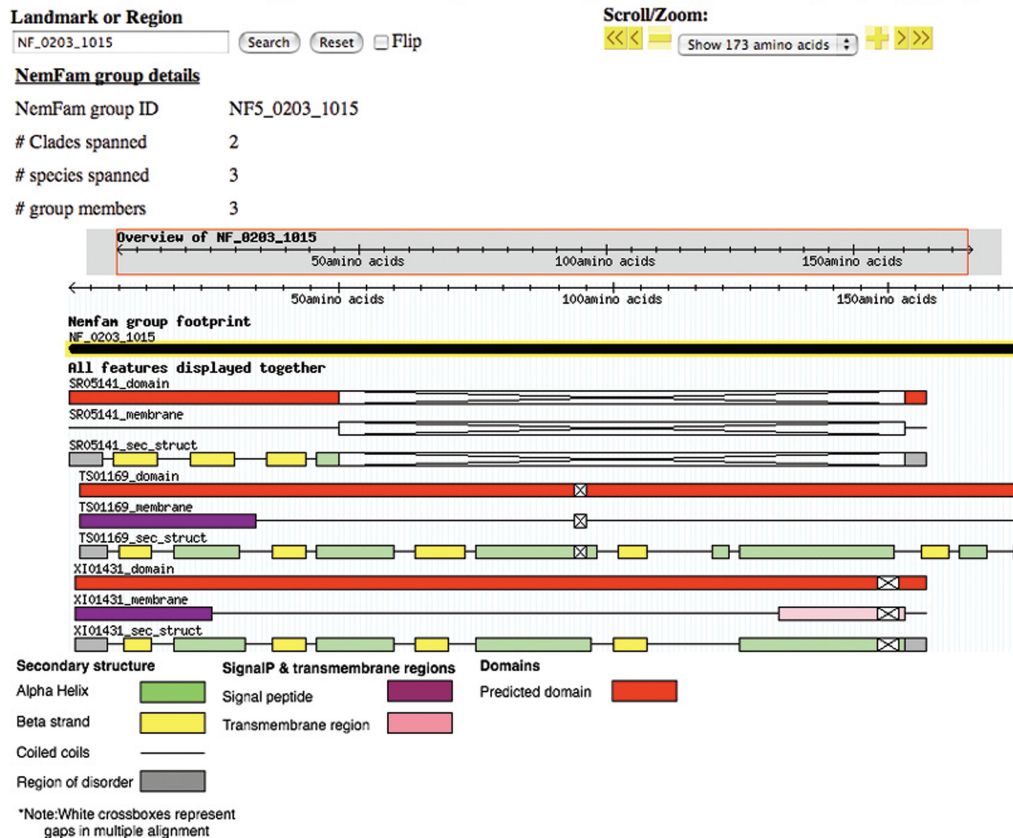 Landmark or Region
Scroll/Zoom:
NF_0203_1015 Search Reset Flip
<< < Show 173 amino acids > >>
NemFam group details
NemFam group ID NF5_0203_1015
# Clades spanned 2
# species spanned 3
# group members 3
Overview of NF_0203_1015
50amino acids 100amino acids 150amino acids
50amino acids 100amino acids 150amino acids
Nemfam group footprint
NF_0203_1015
All features displayed together
SR05141_domain
SR05141_membrane
SR05141_sec_struct
TS01169_domain
TS01169_membrane
TS01169_sec_struct
XI01431_domain
XI01431_membrane
XI01431_sec_struct
Secondary structure
Alpha Helix
Beta strand
Coiled coils
Region of disorder
SignalP & transmembrane regions
Signal peptide
Transmembrane region
Domains
Predicted domain
*Note:White crossboxes represent
gaps in multiple alignment